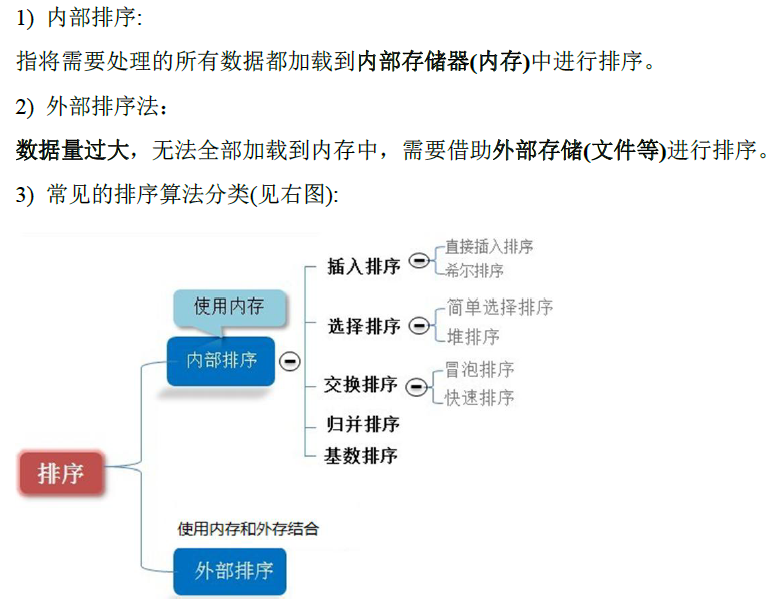 1) 内部排序:
指将需要处理的所有数据都加载到内部存储器(内存)中进行排序。
2) 外部排序法：
数据量过大，无法全部加载到内存中，需要借助外部存储(文件等)进行排序。
3) 常见的排序算法分类(见右图):
插入排序
直接插入排序
希尔排序
使用内存
选择排序
简单选择排序
堆排序
内部排序
交换排序
冒泡排序
快速排序
归并排序
基数排序
排序
使用内存和外存结合
外部排序